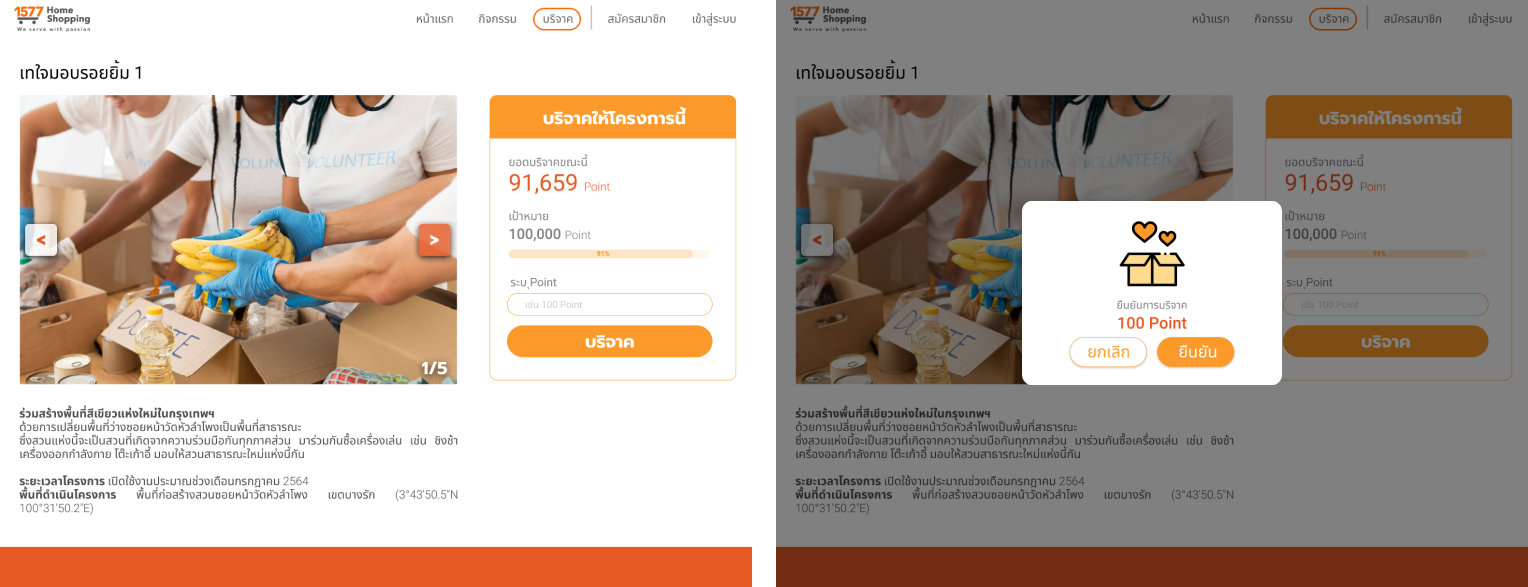 1577 Home
Shopping
We serve with passion
หน้าแรก
กิจกรรม
บริจาค
สมัครสมาชิก
เข้าสู่ระบบ
เทใจมอบรอยยิ้ม 1
VOLUNTEER
DONATE
<
>
1/5
บริจาคให้โครงการนี้
ยอดบริจาคขณะนี้
91,659 Point
เป้าหมาย
100,000 Point
91%
ระบุPoint
เช่น 100 Point
บริจาค
ร่วมสร้างพื้นที่สีเขียวแห่งใหม่ในกรุงเทพฯ
ด้วยการเปลี่ยนพื้นที่ว่างซอยหน้าวัดหัวลำโพงเป็นพื้นที่สาธารณะ
ซึ่งสวนแห่งนี้จะเป็นสวนที่เกิดจากความร่วมมือกันทุกภาคส่วน มาร่วมกันซื้อเครื่องเล่น เช่น ชิงช้า
เครื่องออกกำลังกาย โต๊ะเก้าอี้ มอบให้สวนสาธารณะใหม่แห่งนี้กัน
ระยะเวลาโครงการ เปิดใช้งานประมาณช่วงเดือนกรกฎาคม 2564
พื้นที่ดำเนินโครงการ พื้นที่ก่อสร้างสวนซอยหน้าวัดหัวลำโพง เขตบางรัก (3°43'50.5"N
100°31'50.2"E)
1577 Home
Shopping
We serve with passion
หน้าแรก
กิจกรรม
บริจาค
สมัครสมาชิก
เข้าสู่ระบบ
เทใจมอบรอยยิ้ม 1
VOLUN
DONATE
<
บริจาคให้โครงการนี้
ยอดบริจาคขณะนี้
91,659 Point
เป้าหมาย
100,000 Point
91%
ระบุPoint
เช่น 100 Point
บริจาค
ยืนยันการบริจาค
100 Point
ยกเลิก
ยืนยัน
ร่วมสร้างพื้นที่สีเขียวแห่งใหม่ในกรุงเทพฯ
ด้วยการเปลี่ยนพื้นที่ว่างซอยหน้าวัดหัวลำโพงเป็นพื้นที่สาธารณะ
ซึ่งสวนแห่งนี้จะเป็นสวนที่เกิดจากความร่วมมือกันทุกภาคส่วน มาร่วมกันซื้อเครื่องเล่น เช่น ชิงช้า
เครื่องออกกำลังกาย โต๊ะเก้าอี้ มอบให้สวนสาธารณะใหม่แห่งนี้กัน
ระยะเวลาโครงการ เปิดใช้งานประมาณช่วงเดือนกรกฎาคม 2564
พื้นที่ดำเนินโครงการ พื้นที่ก่อสร้างสวนซอยหน้าวัดหัวลำโพง เขตบางรัก (3°43'50.5"N
100°31'50.2"E)